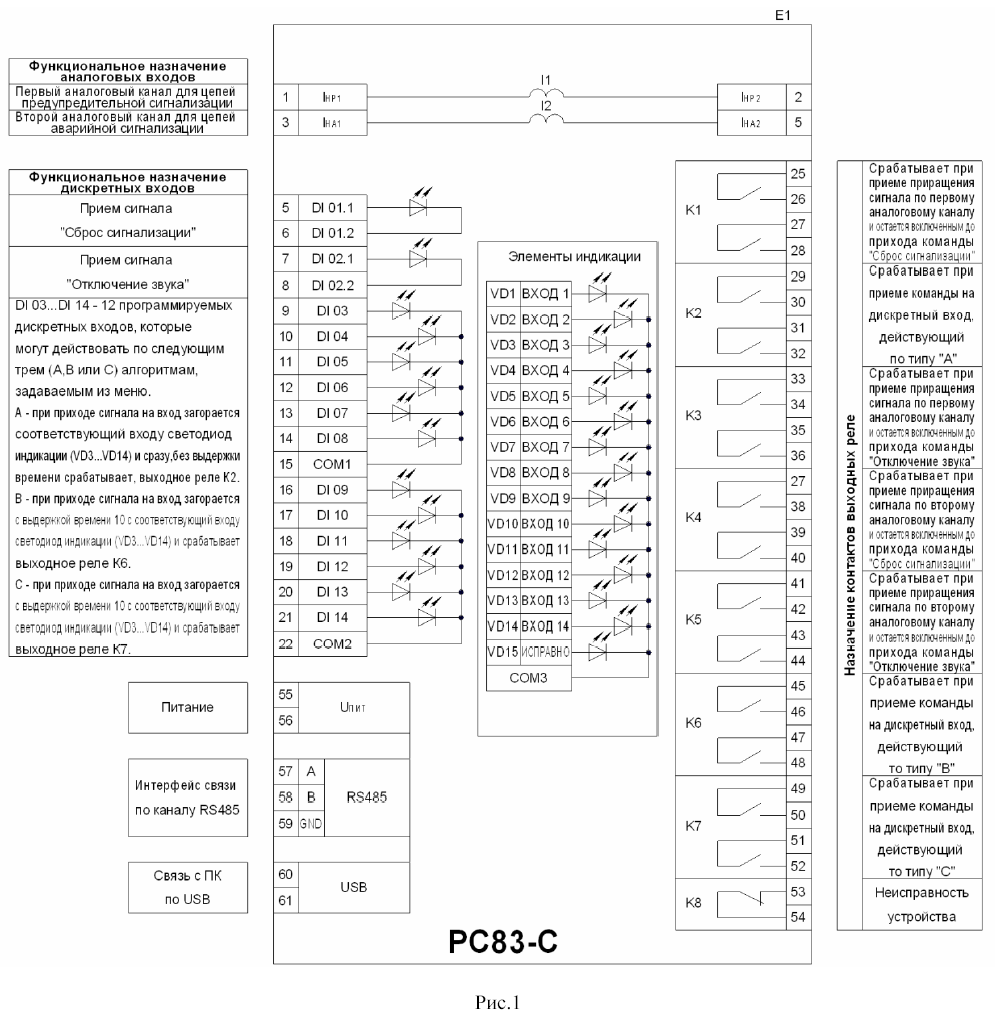 E1
Функциональное назначение
аналоговых входов
Первый аналоговый канал для цепей
предупредительной сигнализации
Второй аналоговый канал для цепей
аварийной сигнализации
1 IНР1 I1 IНР2 2
3 IНА1 I2 IНА2 5
Функциональное назначение
дискретных входов
Прием сигнала
"Сброс сигнализации"
Прием сигнала
"Отключение звука"
DI 03...DI 14 - 12 программируемых
дискретных входов, которые
могут действовать по следующим
трем (А,В или С) алгоритмам,
задаваемым из меню.
А - при приходе сигнала на вход загорается
соответствующий входу светодиод
индикации (VD3...VD14) и сразу,без выдержки
времени срабатывает, выходное реле К2.
В - при приходе сигнала на вход загорается
с выдержкой времени 10 с соответствующий входу
светодиод индикации (VD3...VD14) и срабатывает
выходное реле К6.
С - при приходе сигнала на вход загорается
с выдержкой времени 10 с соответствующий входу
светодиод индикации (VD3...VD14) и срабатывает
выходное реле К7.
5 DI 01.1
6 DI 01.2
7 DI 02.1
8 DI 02.2
9 DI 03
10 DI 04
11 DI 05
12 DI 06
13 DI 07
14 DI 08
15 COM1
16 DI 09
17 DI 10
18 DI 11
19 DI 12
20 DI 13
21 DI 14
22 COM2
Элементы индикации
VD1 ВХОД 1
VD2 ВХОД 2
VD3 ВХОД 3
VD4 ВХОД 4
VD5 ВХОД 5
VD6 ВХОД 6
VD7 ВХОД 7
VD8 ВХОД 8
VD9 ВХОД 9
VD10 ВХОД 10
VD11 ВХОД 11
VD12 ВХОД 12
VD13 ВХОД 13
VD14 ВХОД 14
VD15 ИСПРАВНО
COM3
K1
25
26
27
28
K2
29
30
31
32
K3
33
34
35
36
K4
27
38
39
40
K5
41
42
43
44
K6
45
46
47
48
K7
49
50
51
52
K8
53
54
Назначение контактов выходных реле
Срабатывает при
приеме приращения
сигнала по первому
аналоговому каналу
и остается всключенным до
прихода команды
"Сброс сигнализации"
Срабатывает при
приеме команды на
дискретный вход,
действующий
по типу "А"
Срабатывает при
приеме приращения
сигнала по первому
аналоговому каналу
и остается всключенным до
прихода команды
"Отключение звука"
Срабатывает при
приеме приращения
сигнала по второму
аналоговому каналу
и остается всключенным до
прихода команды
"Сброс сигнализации"
Срабатывает при
приеме приращения
сигнала по второму
аналоговому каналу
и остается всключенным до
прихода команды
"Отключение звука"
Срабатывает при
приеме команды
на дискретный вход,
действующий
то типу "В"
Срабатывает при
приеме команды
на дискретный вход,
действующий
то типу "С"
Неисправность
устройства
Питание
55
56
Uпит
Интерфейс связи
по каналу RS485
57 A
58 B
59 GND
RS485
Связь с ПК
по USB
60
61
USB
РС83-С
Рис.1